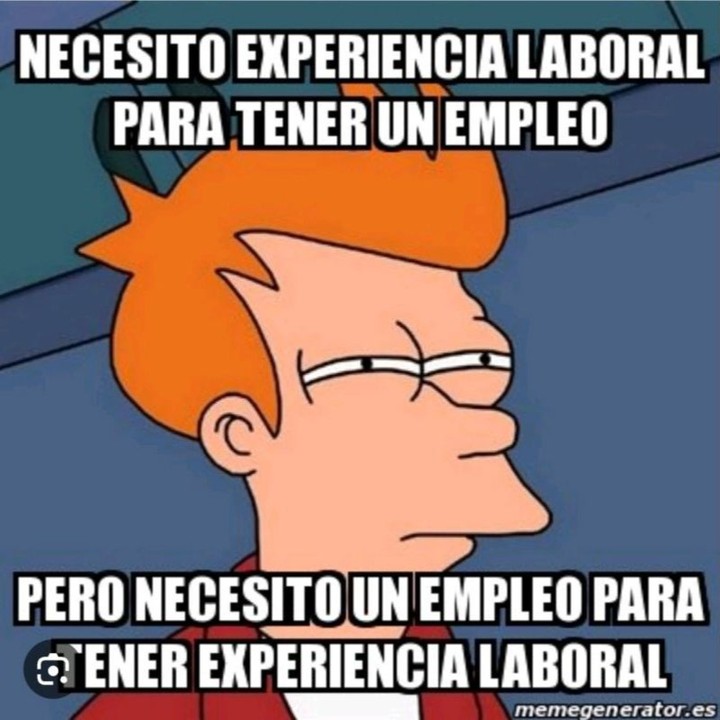 NECESITO EXPERIENCIA LABORAL
PARA TENER UN EMPLEO
PERO NECESITO UN EMPLEO PARA
TENER EXPERIENCIA LABORAL
memegenerator.es